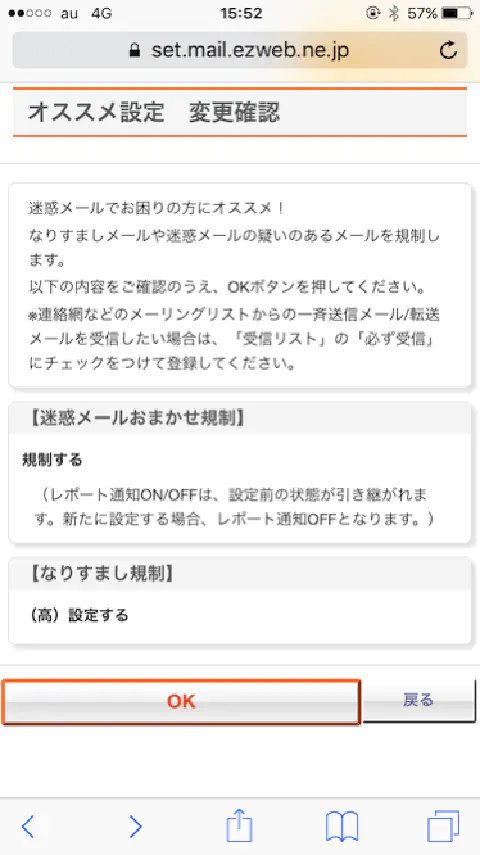 au 4G 15:52 57%
set.mail.ezweb.ne.jp
オススメ設定　変更確認
迷惑メールでお困りの方にオススメ！
なりすましメールや迷惑メールの疑いのあるメールを規制し
ます。
以下の内容をご確認のうえ、OKボタンを押してください。
※連絡網などのメーリングリストからの一斉送信メール/転送
メールを受信したい場合は、「受信リスト」の「必ず受信」
にチェックをつけて登録してください。
【迷惑メールおまかせ規制】
規制する
（レポート通知ON/OFFは、設定前の状態が引き継がれま
す。新たに設定する場合、レポート通知OFFとなります。）
【なりすまし規制】
（高）設定する
OK 戻る